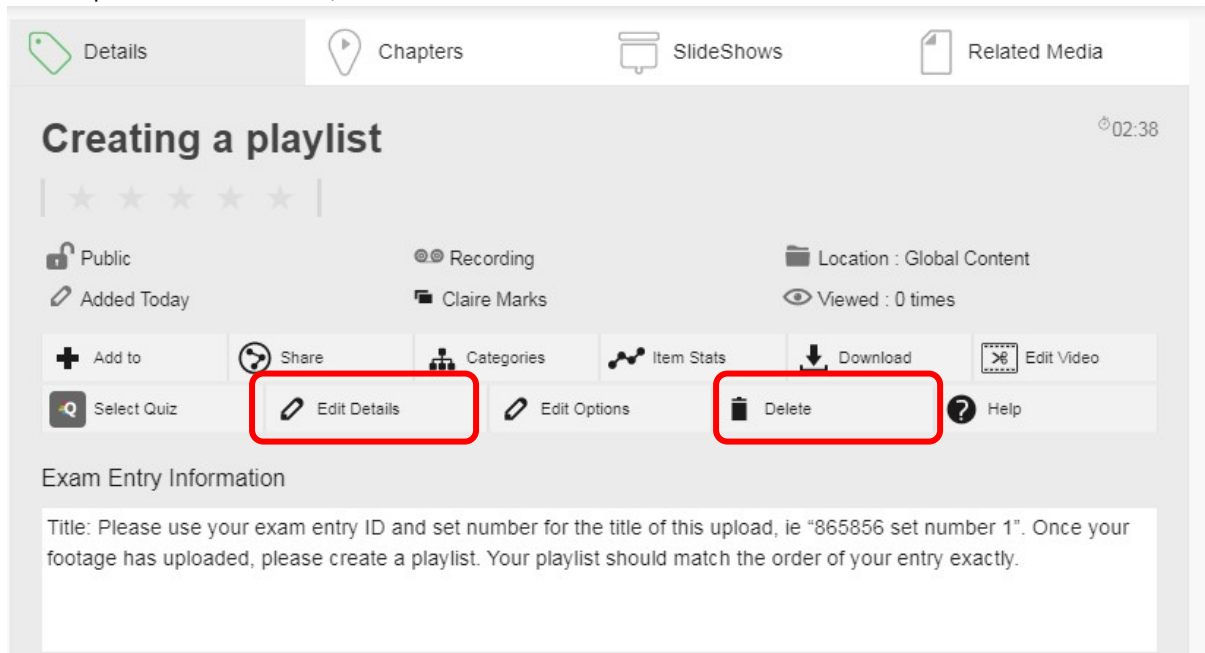 Details Chapters SlideShows Related Media
Creating a playlist 02:38
Public Recording Location : Global Content
Added Today Claire Marks Viewed : 0 times
Add to Share Categories Item Stats Download Edit Video
Q Select Quiz Edit Details Edit Options Delete Help
Exam Entry Information
Title: Please use your exam entry ID and set number for the title of this upload, ie “865856 set number 1”. Once your
footage has uploaded, please create a playlist. Your playlist should match the order of your entry exactly.